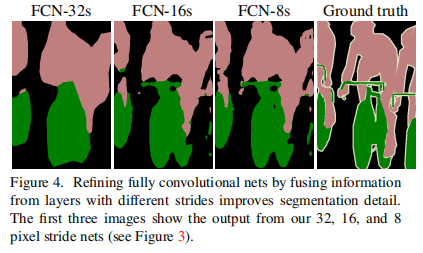 FCN-32s FCN-16s FCN-8s Ground truth
Figure 4. Refining fully convolutional nets by fusing information
from layers with different strides improves segmentation detail.
The first three images show the output from our 32, 16, and 8
pixel stride nets (see Figure 3).